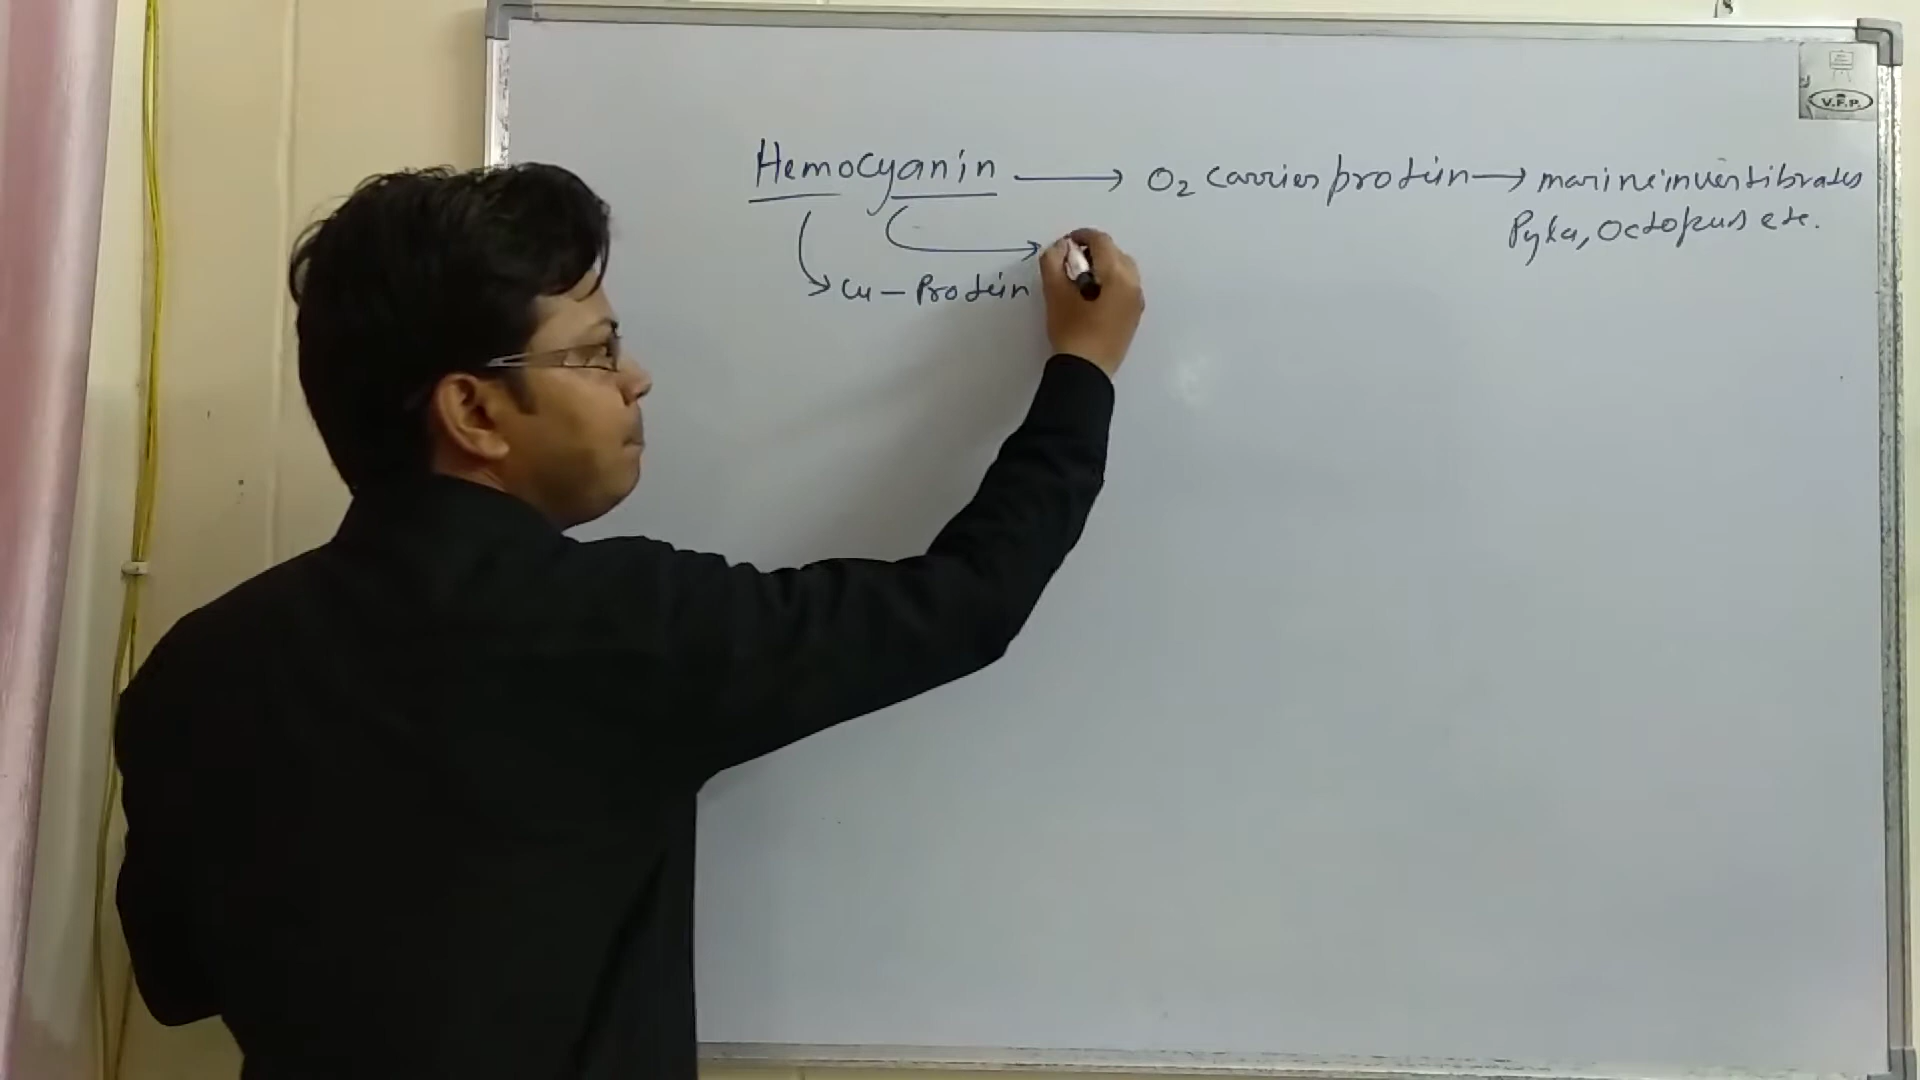 Hemocyanin → O2 carrier protein → marine invertibrates
Pyla, Octopus etc.
Cu - Protein
V.F.P.